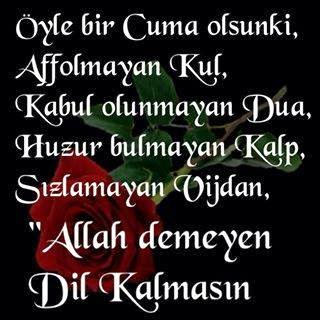 Öyle bir Cuma olsunki,
Affolmayan Kul,
Kabul olunmayan Dua,
Huzur bulmayan Kalp,
Sızlamayan Vijdan,
"Allah demeyen
Dil Kalmasın